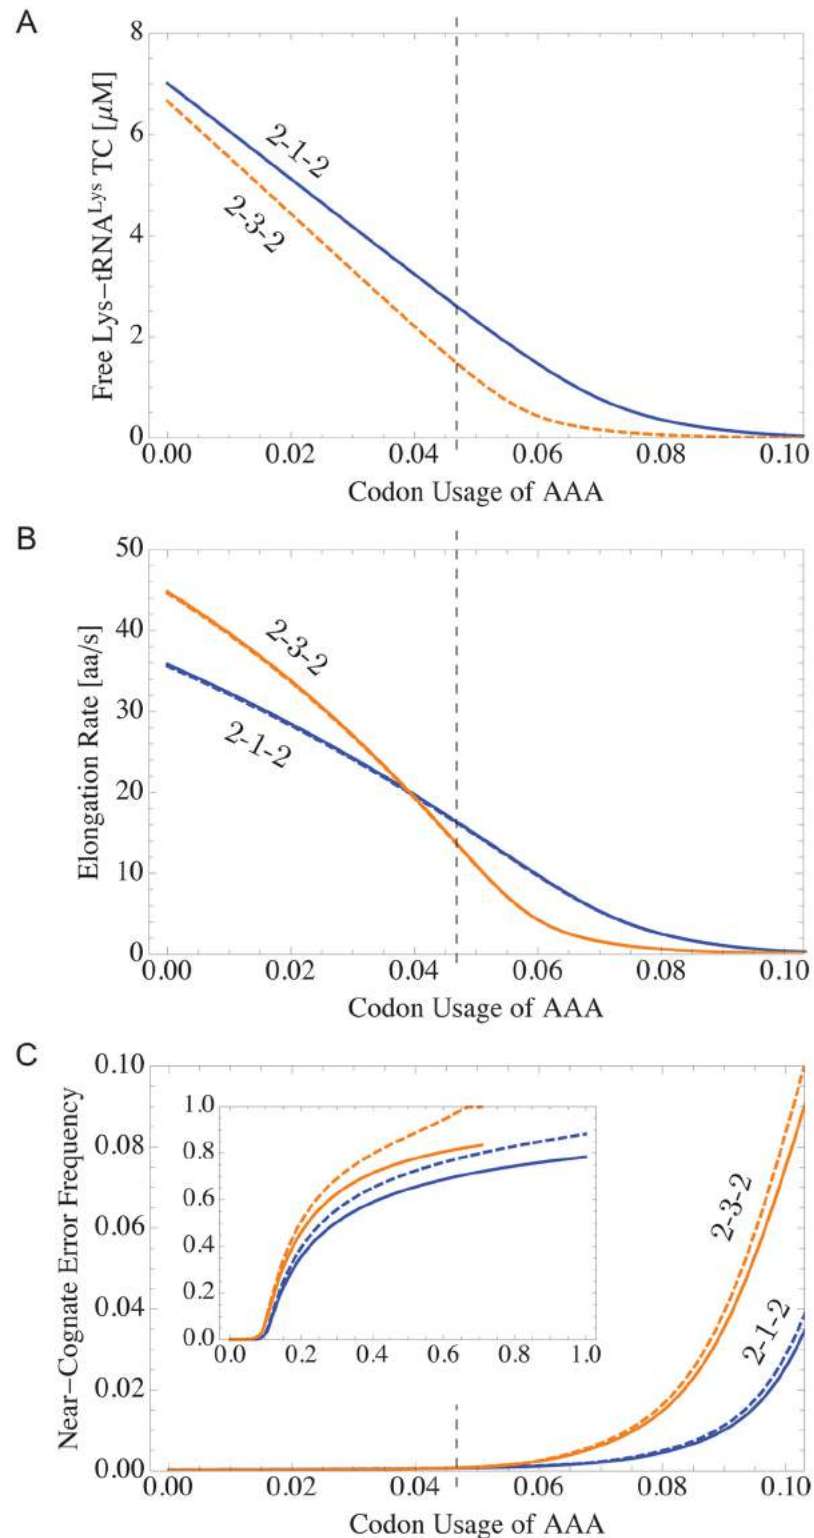 A
8
6
4
2
0
Free Lys−tRNA^Lys TC [μM]
2-1-2
2-3-2
0.00 0.02 0.04 0.06 0.08 0.10
Codon Usage of AAA
B
50
40
30
20
10
0
Elongation Rate [aa/s]
2-3-2
2-1-2
0.00 0.02 0.04 0.06 0.08 0.10
Codon Usage of AAA
C
0.10
0.08
0.06
0.04
0.02
0.00
Near−Cognate Error Frequency
1.0
0.8
0.6
0.4
0.2
0.0
0.0 0.2 0.4 0.6 0.8 1.0
2-3-2
2-1-2
0.00 0.02 0.04 0.06 0.08 0.10
Codon Usage of AAA